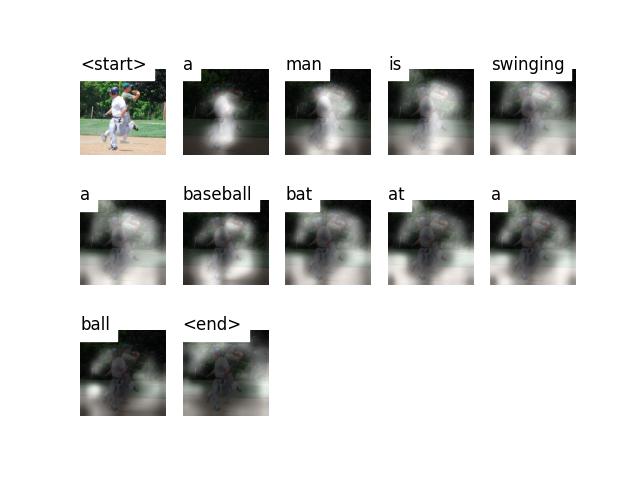 <start> a man is swinging
a baseball bat at a
ball <end>